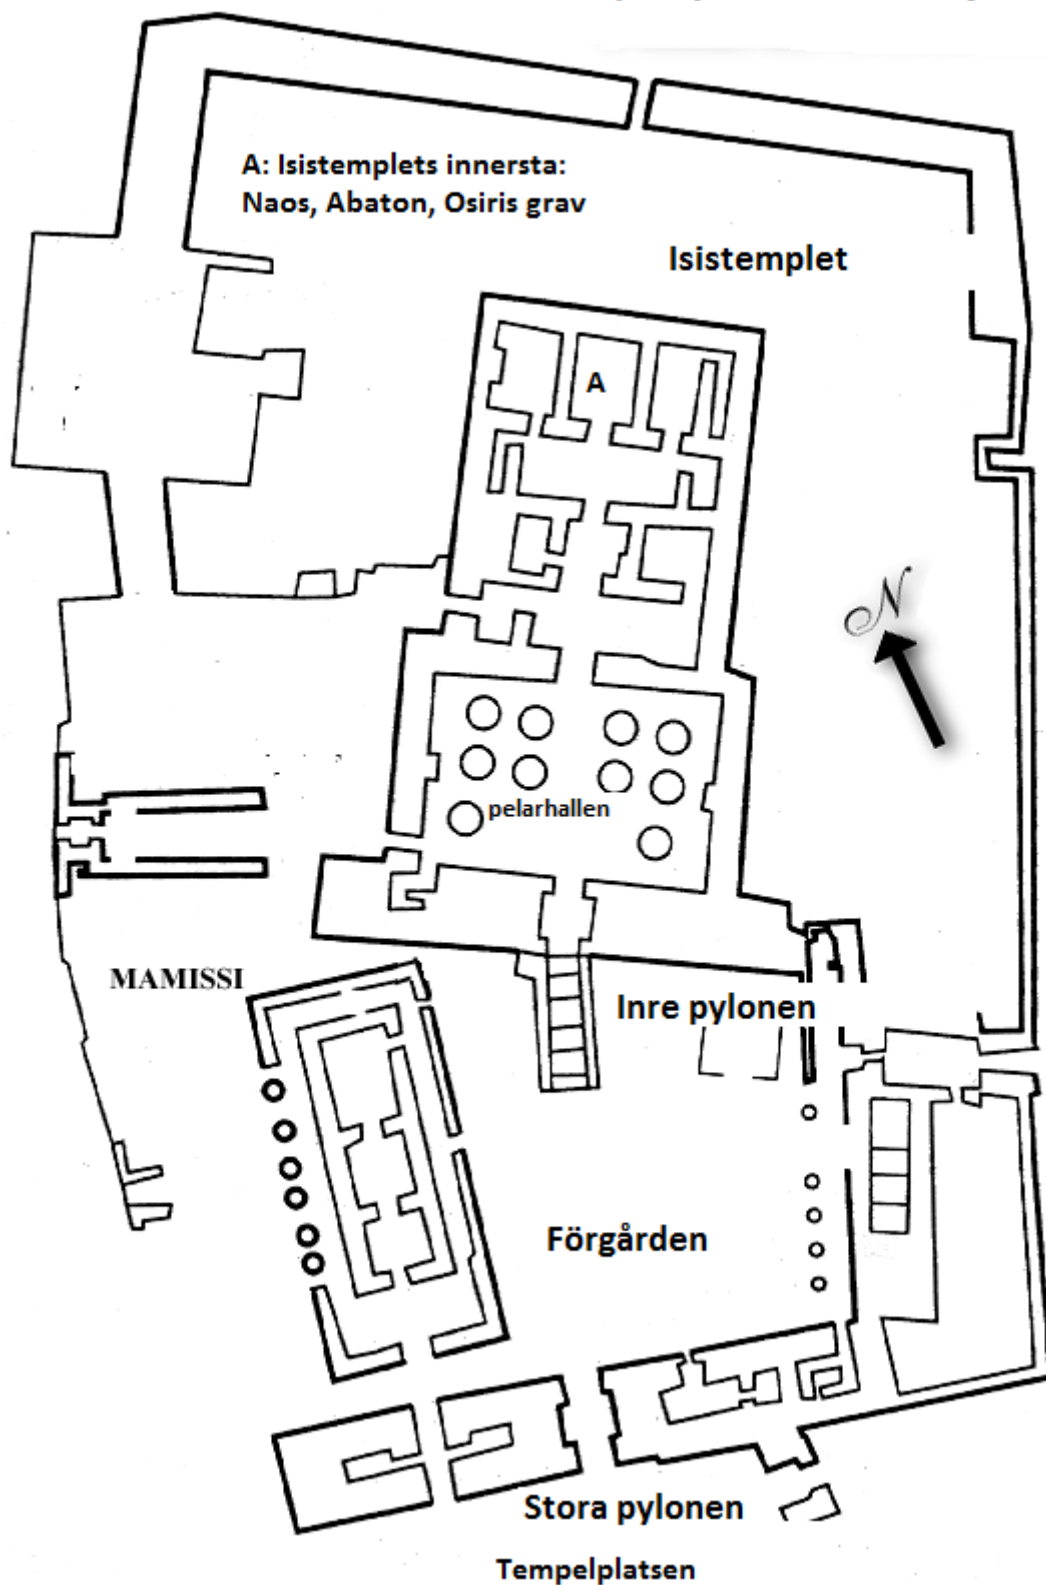 A: Isistemplets innersta:
Naos, Abaton, Osiris grav
Isistemplet
A
N
pelarhallen
MAMISSI
Inre pylonen
Förgården
Stora pylonen
Tempelplatsen